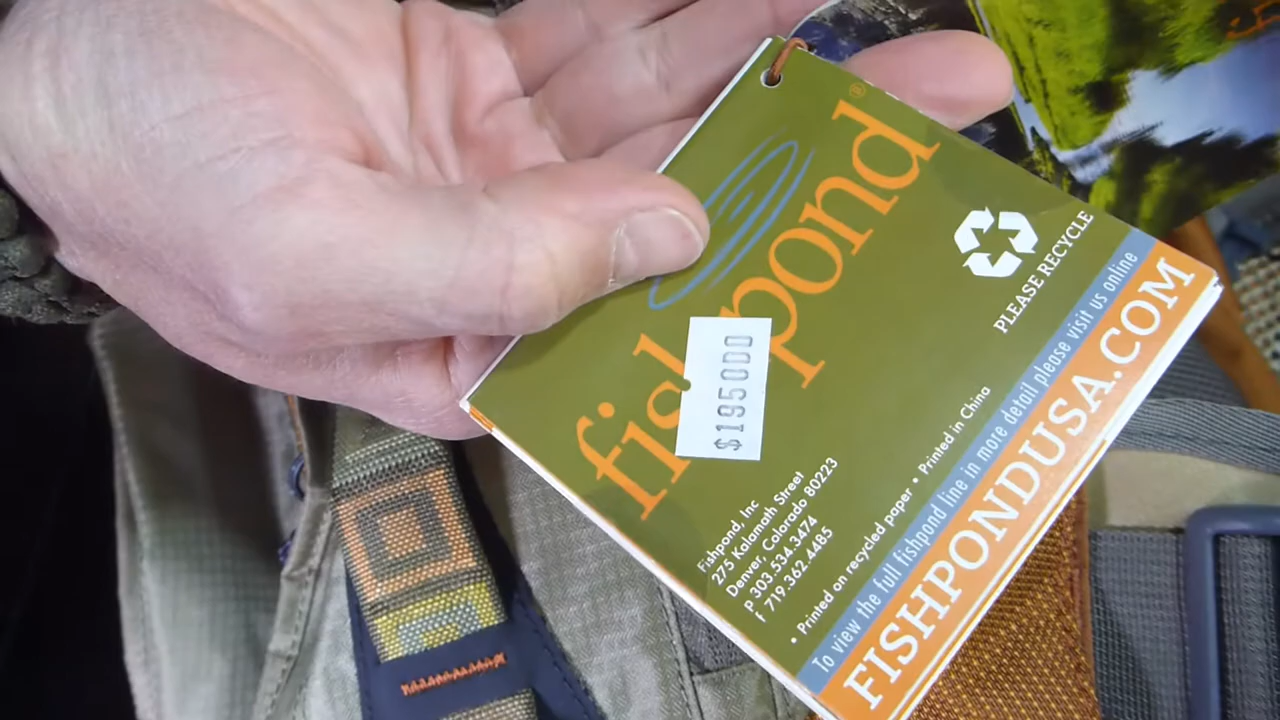 fishpond®
$195000
PLEASE RECYCLE
Fishpond, Inc
275 Kalamath Street
Denver, Colorado 80223
P 303.534.3474
F 719.362.4485
• Printed on recycled paper • Printed in China
To view the full fishpond line in more detail please visit us online
FISHPONDUSA.COM